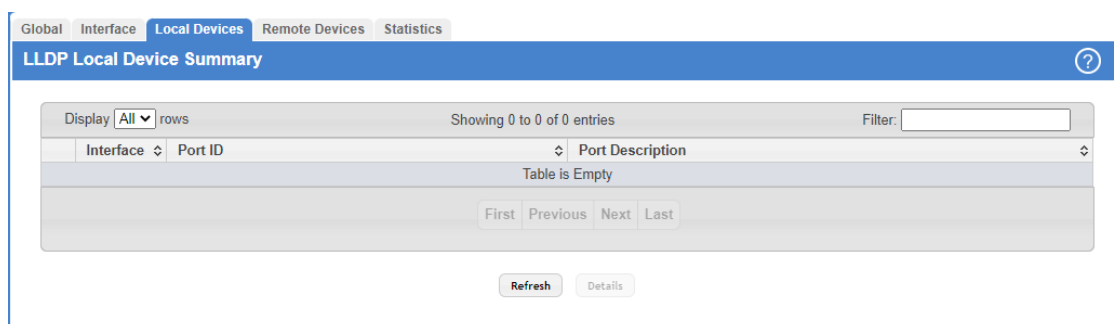 Global Interface Local Devices Remote Devices Statistics
LLDP Local Device Summary
?
Display All rows Showing 0 to 0 of 0 entries Filter:
Interface Port ID Port Description
Table is Empty
First Previous Next Last
Refresh Details